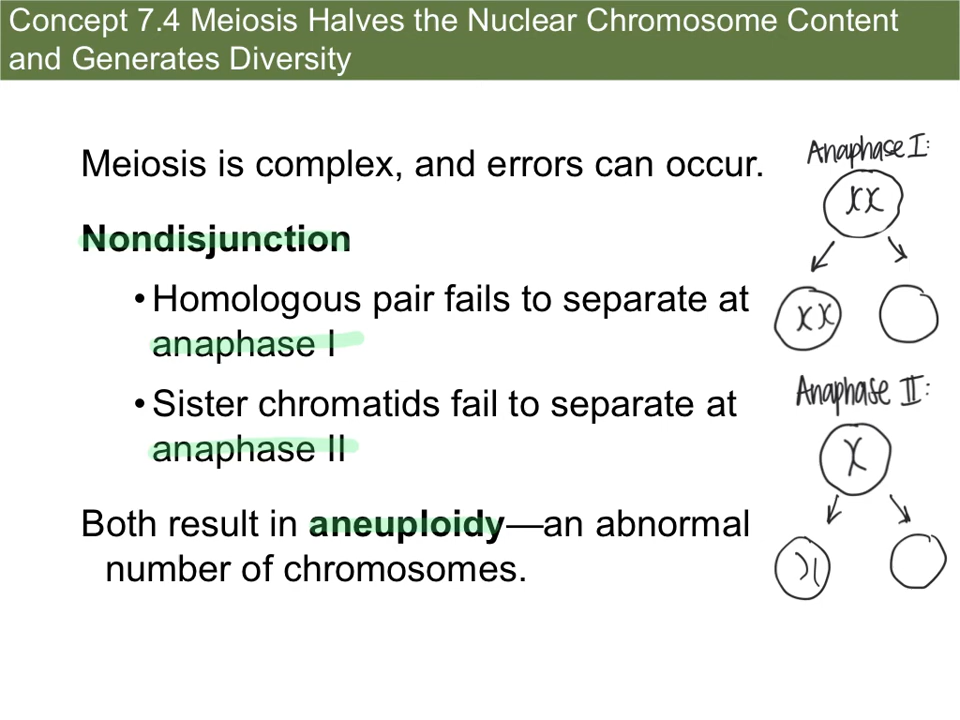 Concept 7.4 Meiosis Halves the Nuclear Chromosome Content
and Generates Diversity
Meiosis is complex, and errors can occur.
Nondisjunction
• Homologous pair fails to separate at
anaphase I
• Sister chromatids fail to separate at
anaphase II
Both result in aneuploidy—an abnormal
number of chromosomes.
Anaphase I:
Anaphase II: